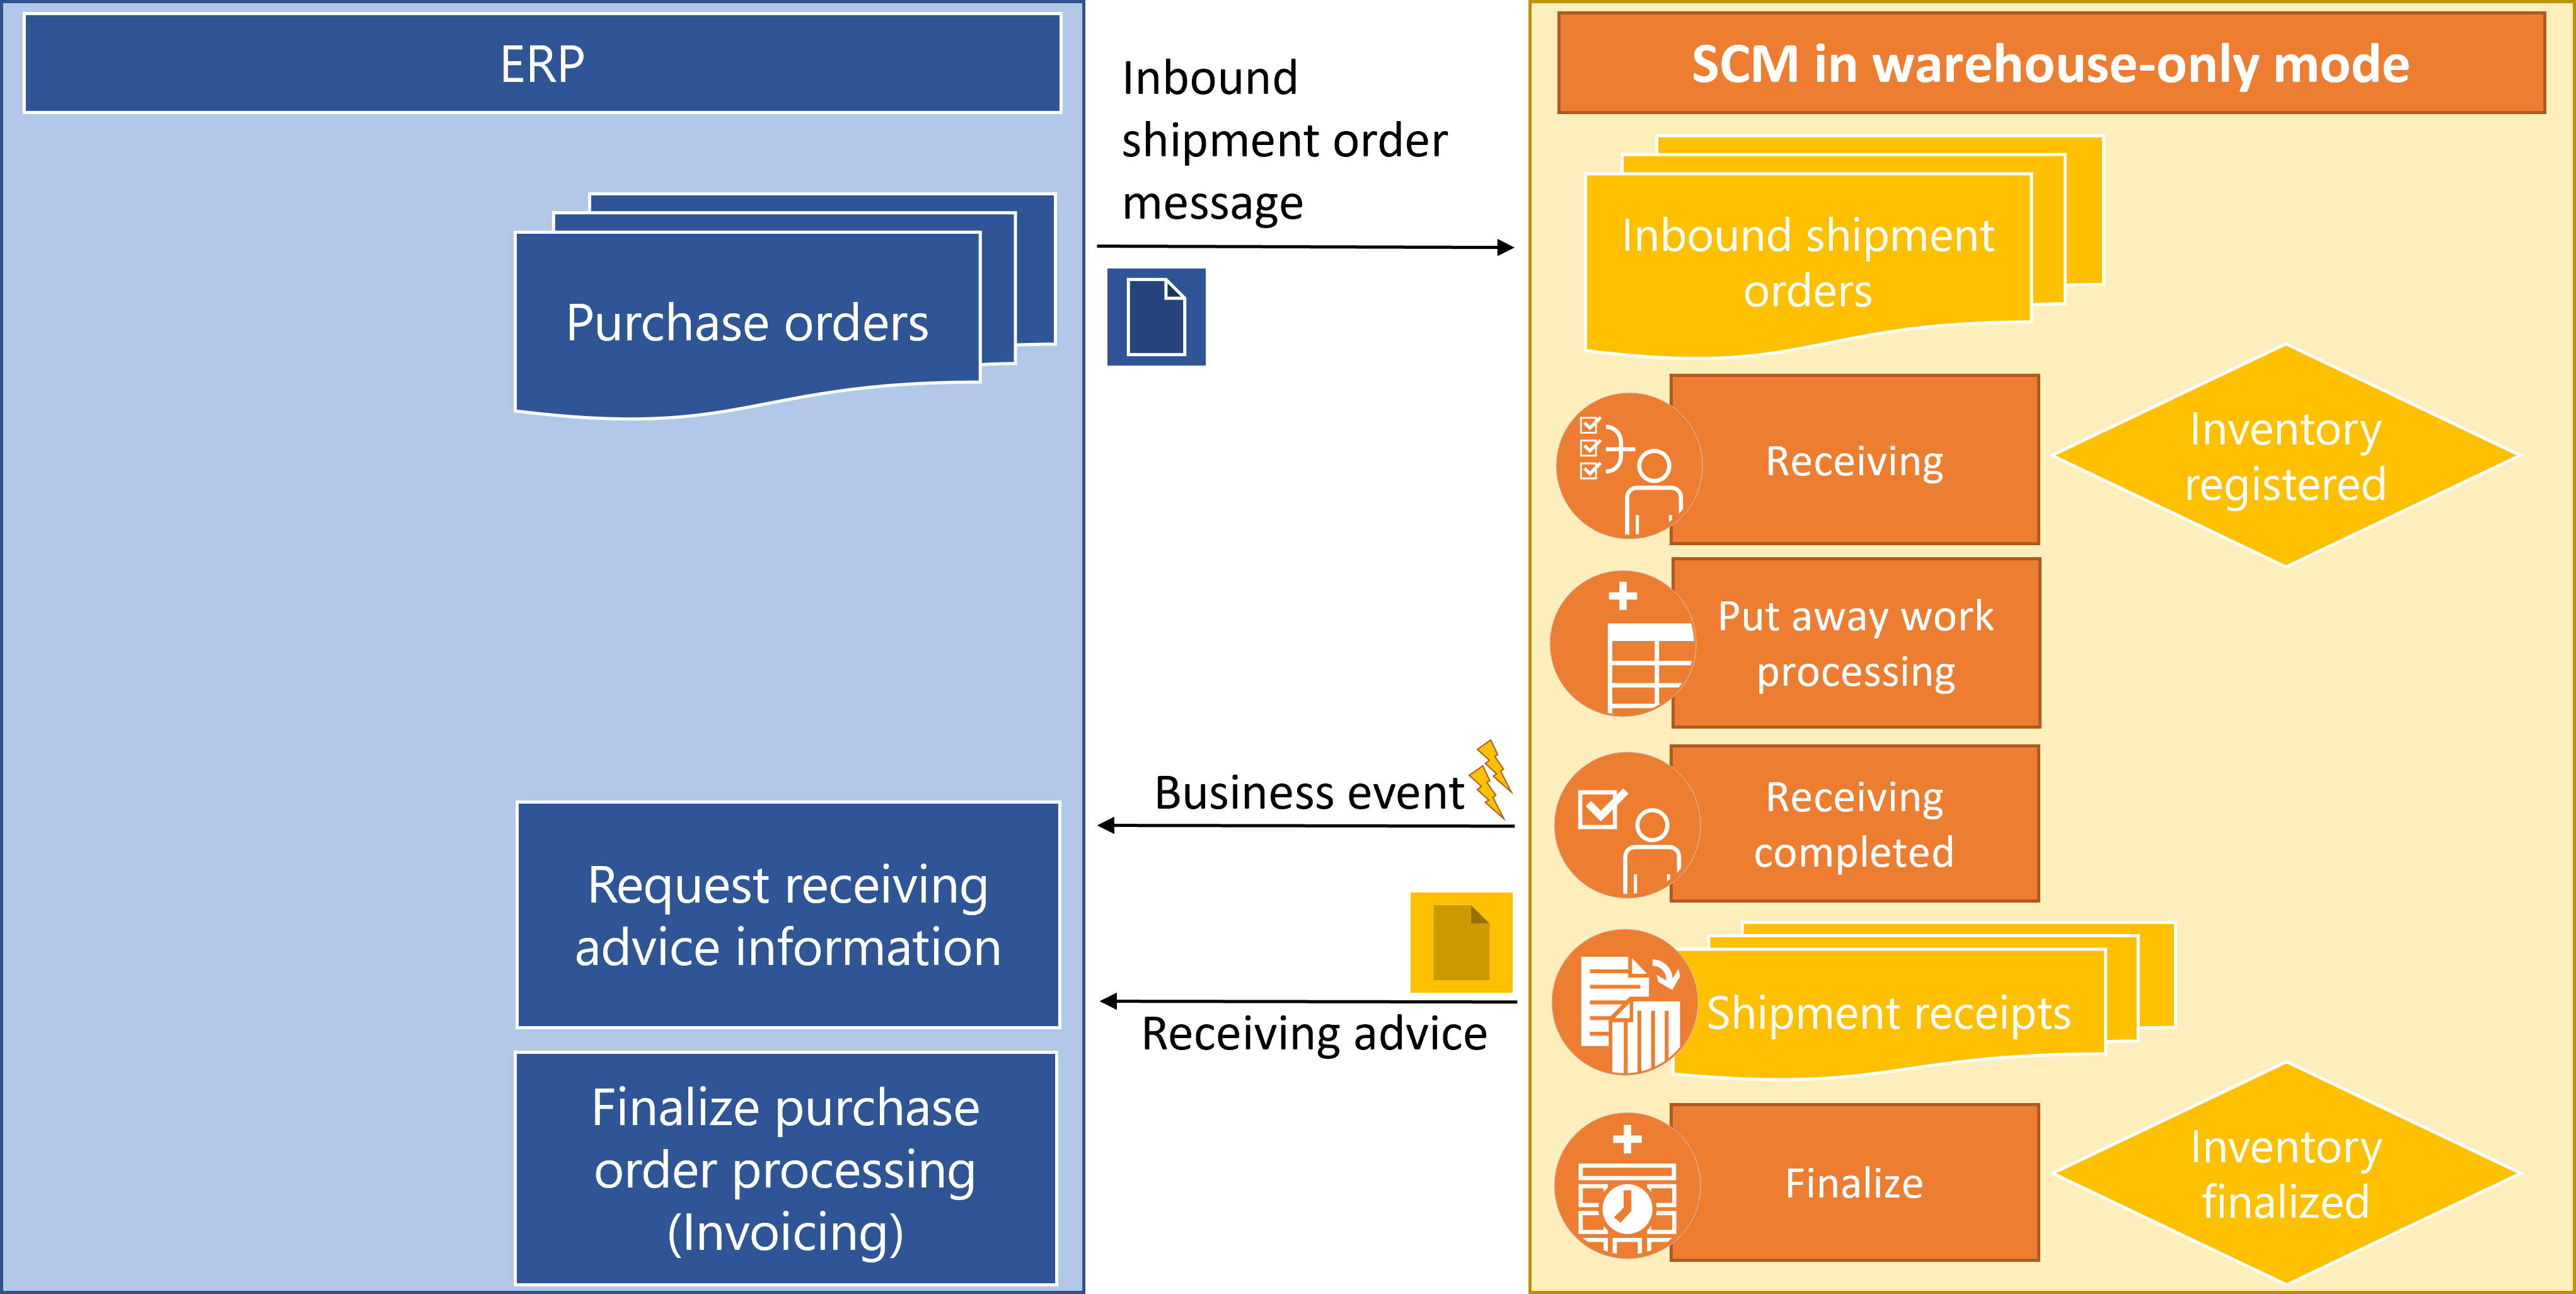 ERP
Purchase orders
Request receiving
advice information
Finalize purchase
order processing
(Invoicing)
Inbound
shipment order
message
Business event
Receiving advice
SCM in warehouse-only mode
Inbound shipment
orders
Receiving
Inventory
registered
Put away work
processing
Receiving
completed
Shipment receipts
Finalize
Inventory
finalized